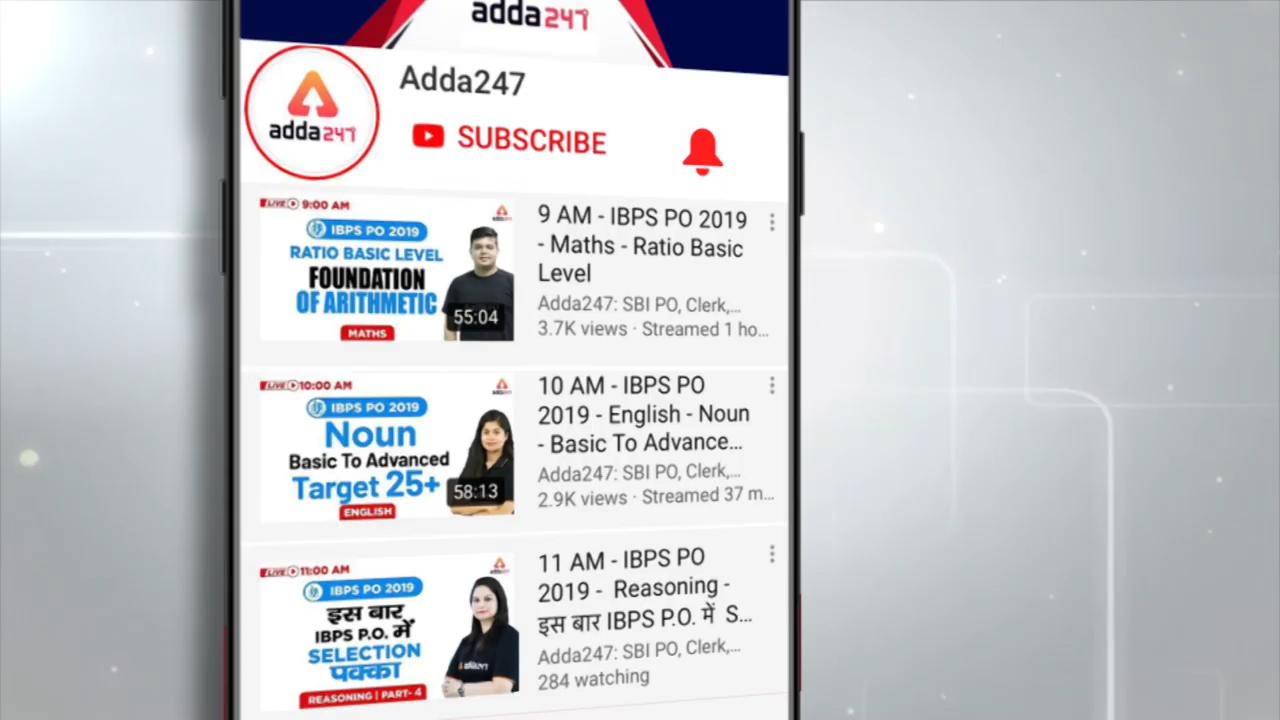 adda247
adda247
Adda247
SUBSCRIBE
LIVE 9:00 AM
IBPS PO 2019
RATIO BASIC LEVEL
FOUNDATION
OF ARITHMETIC
MATHS
55:04
9 AM - IBPS PO 2019
- Maths - Ratio Basic
Level
Adda247: SBI PO, Clerk,...
3.7K views · Streamed 1 ho...
LIVE 10:00 AM
IBPS PO 2019
Noun
Basic To Advanced
Target 25+
ENGLISH
58:13
10 AM - IBPS PO
2019 - English - Noun
- Basic To Advance...
Adda247: SBI PO, Clerk,...
2.9K views · Streamed 37 m...
LIVE 11:00 AM
IBPS PO 2019
इस बार
IBPS P.O. में
SELECTION
पक्का
REASONING | PART- 4
adda247
11 AM - IBPS PO
2019 - Reasoning -
इस बार IBPS P.O. में S...
Adda247: SBI PO, Clerk,...
284 watching